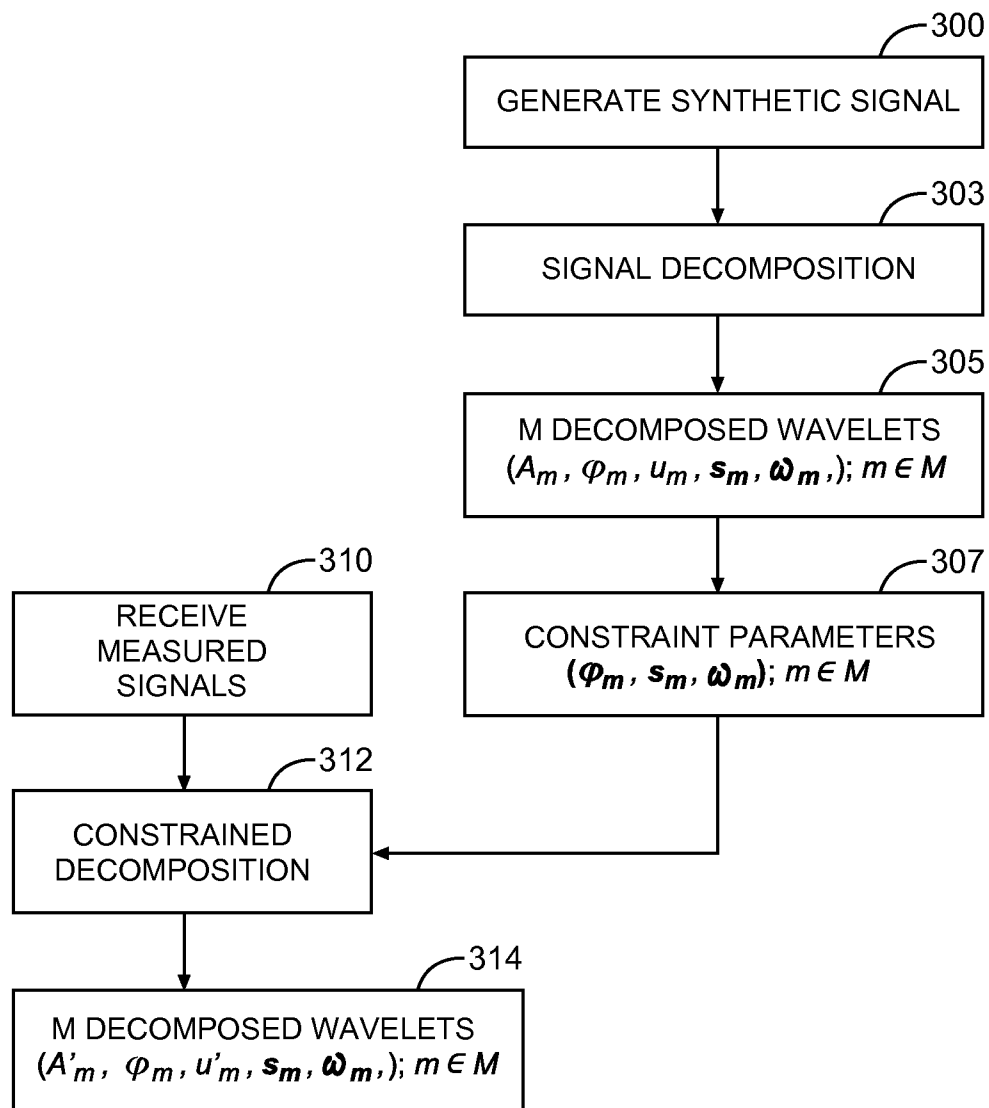 300
GENERATE SYNTHETIC SIGNAL
303
SIGNAL DECOMPOSITION
305
M DECOMPOSED WAVELETS
(A_m, φ_m, u_m, s_m, ω_m,); m ∈ M
307
CONSTRAINT PARAMETERS
(φ_m, s_m, ω_m); m ∈ M
310
RECEIVE
MEASURED
SIGNALS
312
CONSTRAINED
DECOMPOSITION
314
M DECOMPOSED WAVELETS
(A'_m, φ_m, u'_m, s_m, ω_m,); m ∈ M